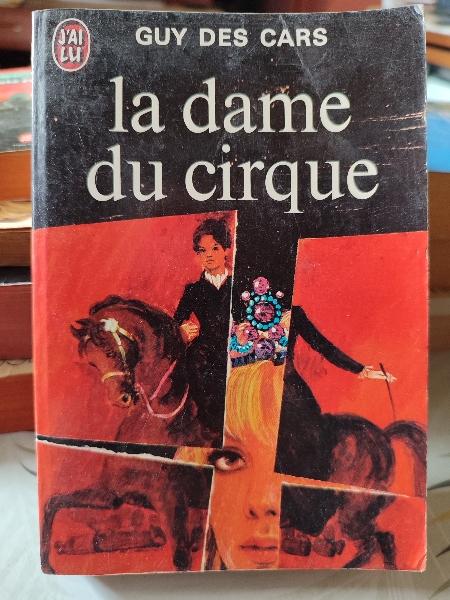 J'AI
LU
GUY DES CARS
la dame
du cirque